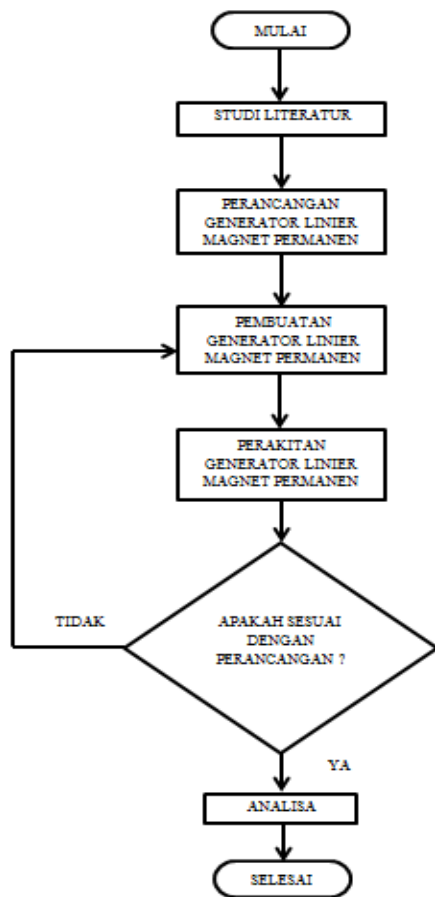 MULAI
STUDI LITERATUR
PERANCANGAN
GENERATOR LINIER
MAGNET PERMANEN
PEMBUATAN
GENERATOR LINIER
MAGNET PERMANEN
PERAKITAN
GENERATOR LINIER
MAGNET PERMANEN
TIDAK
APAKAH SESUAI
DENGAN
PERANCANGAN ?
YA
ANALISA
SELESAI